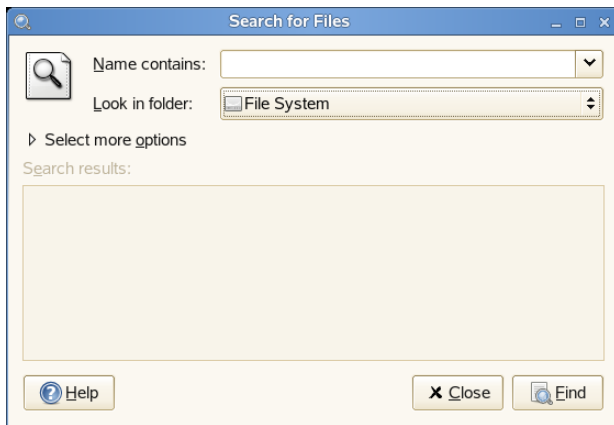 Search for Files
Name contains:
Look in folder: File System
Select more options
Search results:
Help Close Find